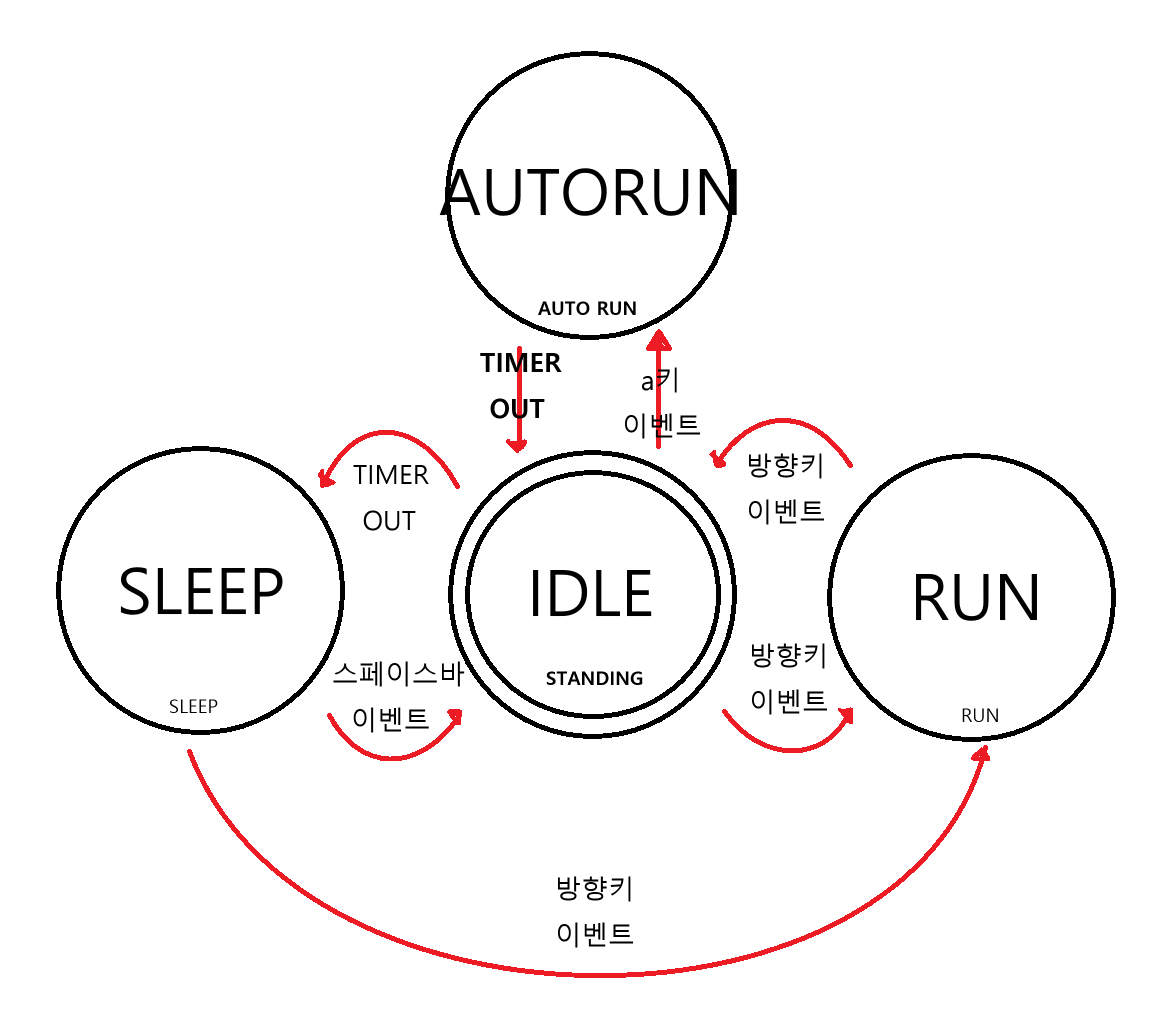 AUTORUN
AUTO RUN
TIMER
OUT
a키
이벤트
TIMER
OUT
방향키
이벤트
SLEEP
IDLE
RUN
스페이스바
이벤트
STANDING
방향키
이벤트
SLEEP
RUN
방향키
이벤트